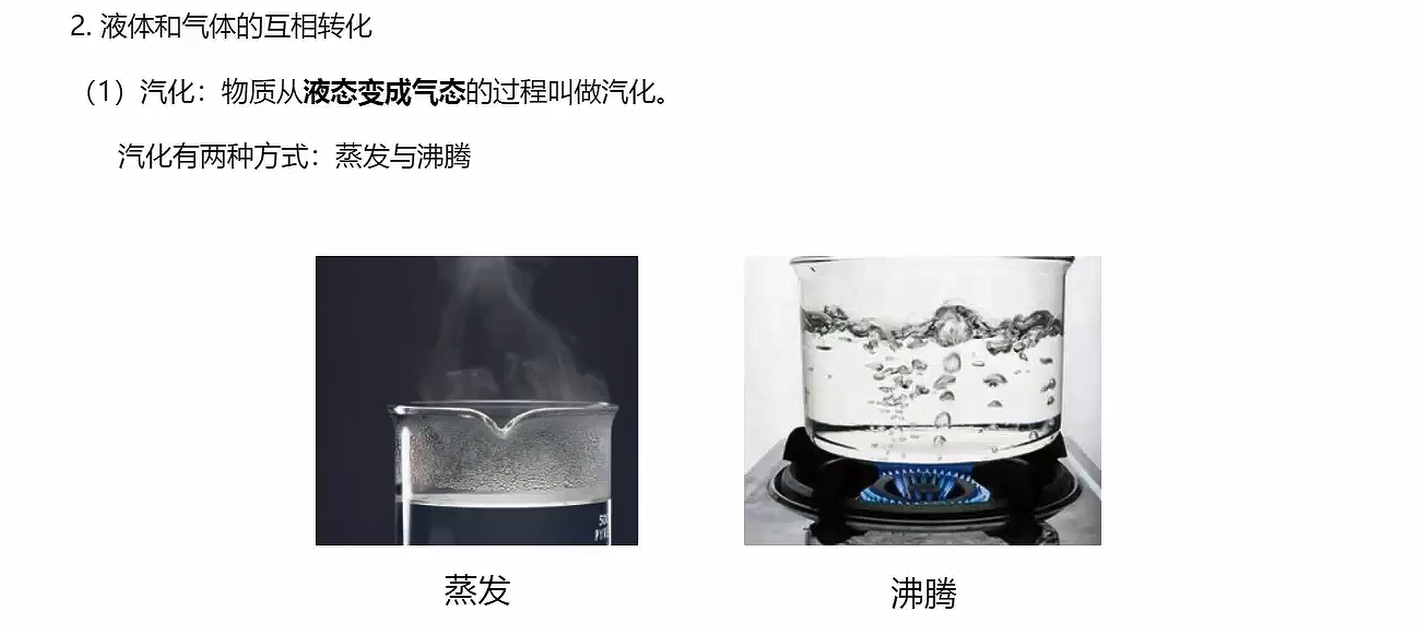 2. 液体和气体的互相转化
（1）汽化：物质从液态变成气态的过程叫做汽化。
汽化有两种方式：蒸发与沸腾
蒸发
沸腾